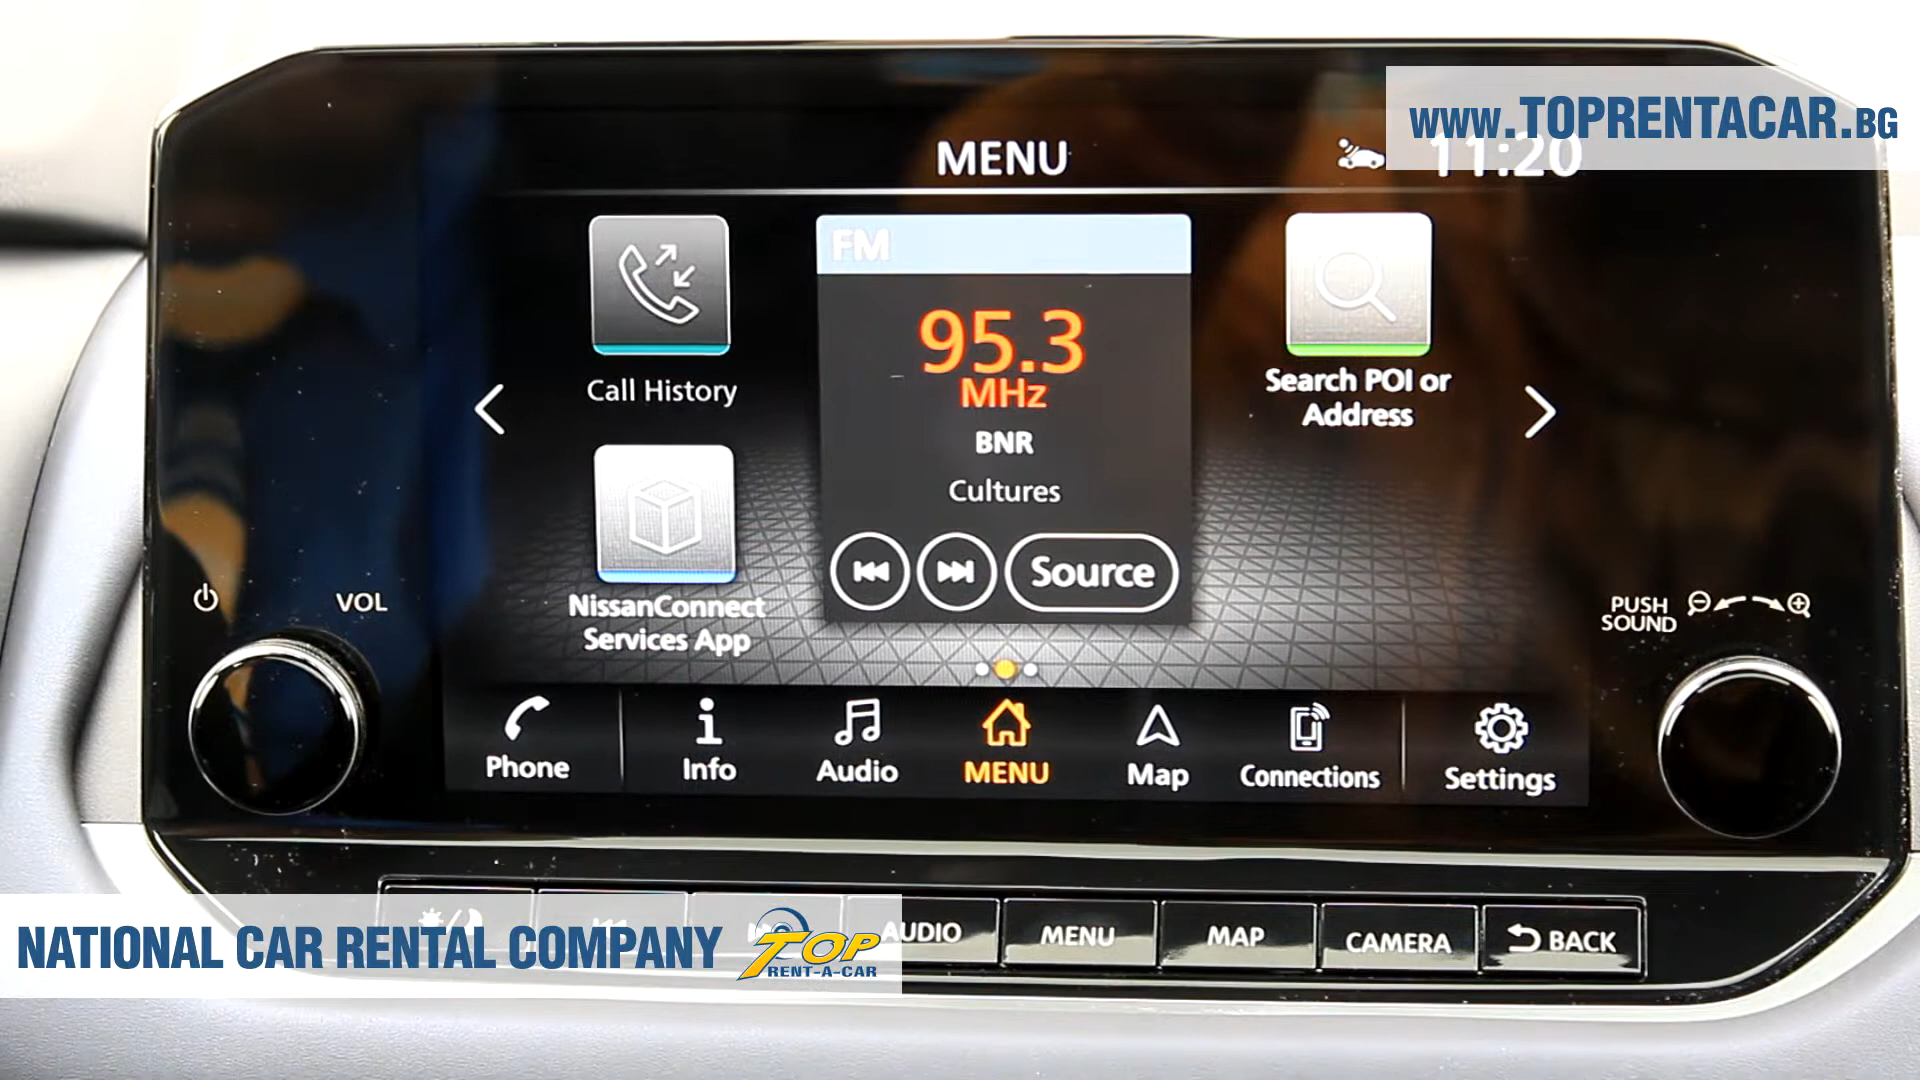 www.TOPRENTACAR.BG
MENU
11:20
FM
95.3
MHz
BNR
Cultures
Source
Call History
NissanConnect
Services App
Search POI or
Address
VOL
PUSH
SOUND
Phone
Info
Audio
MENU
Map
Connections
Settings
AUDIO
MENU
MAP
CAMERA
BACK
NATIONAL CAR RENTAL COMPANY
TOP
RENT-A-CAR